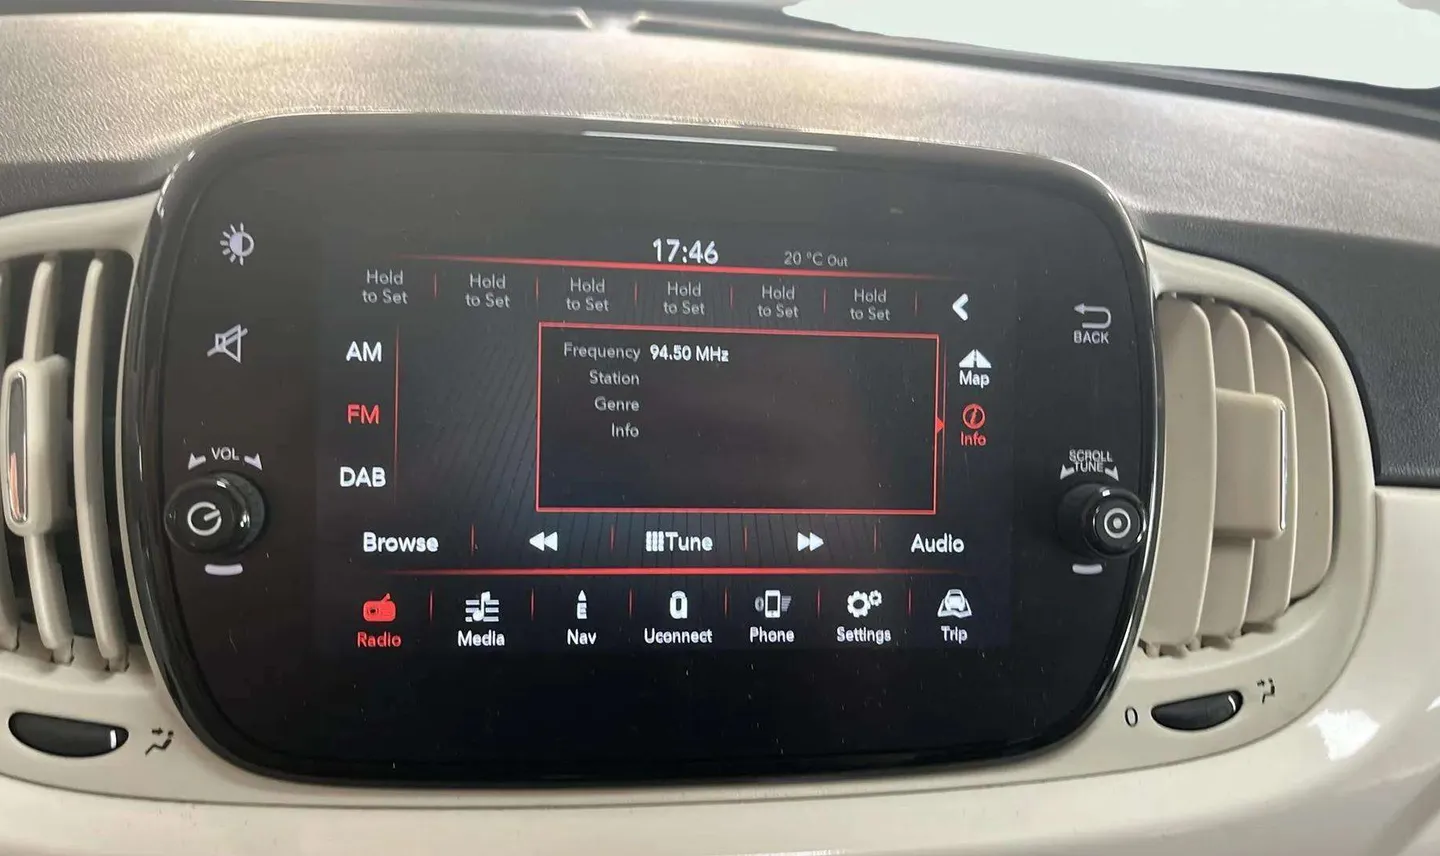 17:46
20 °C Out
Hold to Set
Hold to Set
Hold to Set
Hold to Set
Hold to Set
Hold to Set
AM
FM
DAB
Frequency 94.50 MHz
Station
Genre
Info
Map
Info
BACK
VOL
SCROLL
TUNE
Browse
Tune
Audio
Radio
Media
E
Nav
Uconnect
Phone
Settings
Trip
0